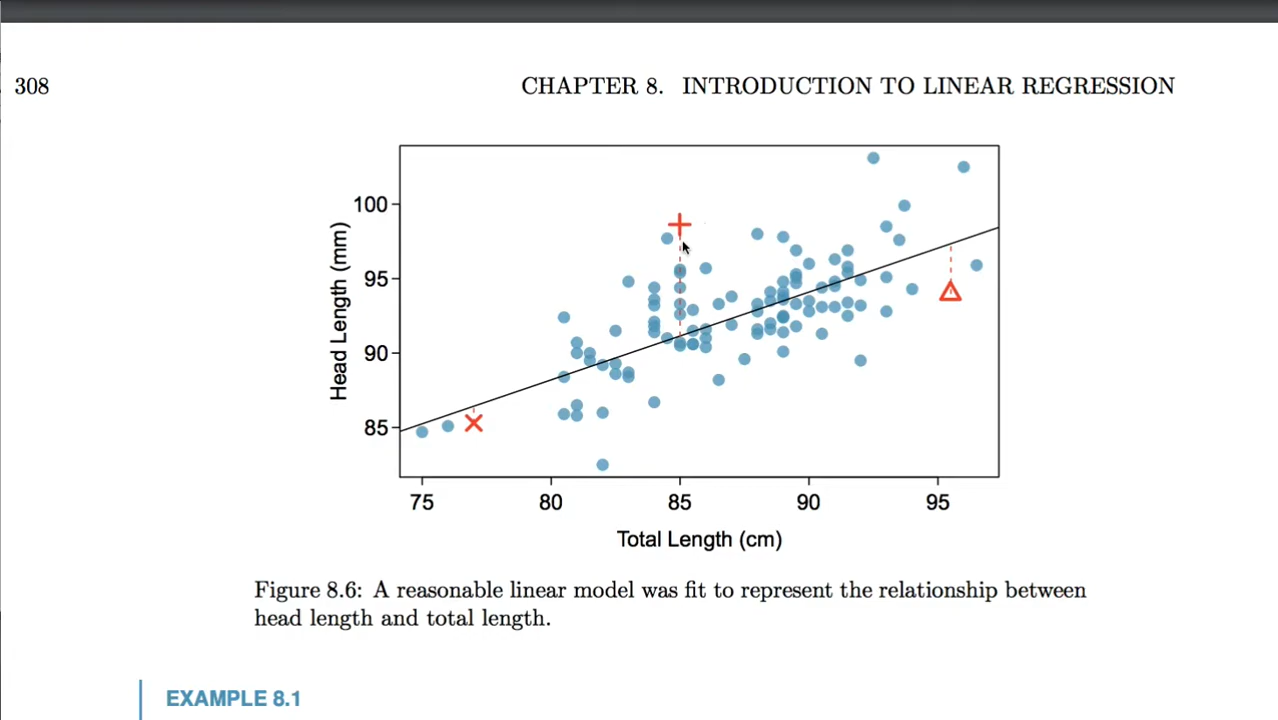 308
CHAPTER 8. INTRODUCTION TO LINEAR REGRESSION
100
95
90
85
Head Length (mm)
75 80 85 90 95
Total Length (cm)
Figure 8.6: A reasonable linear model was fit to represent the relationship between
head length and total length.
EXAMPLE 8.1